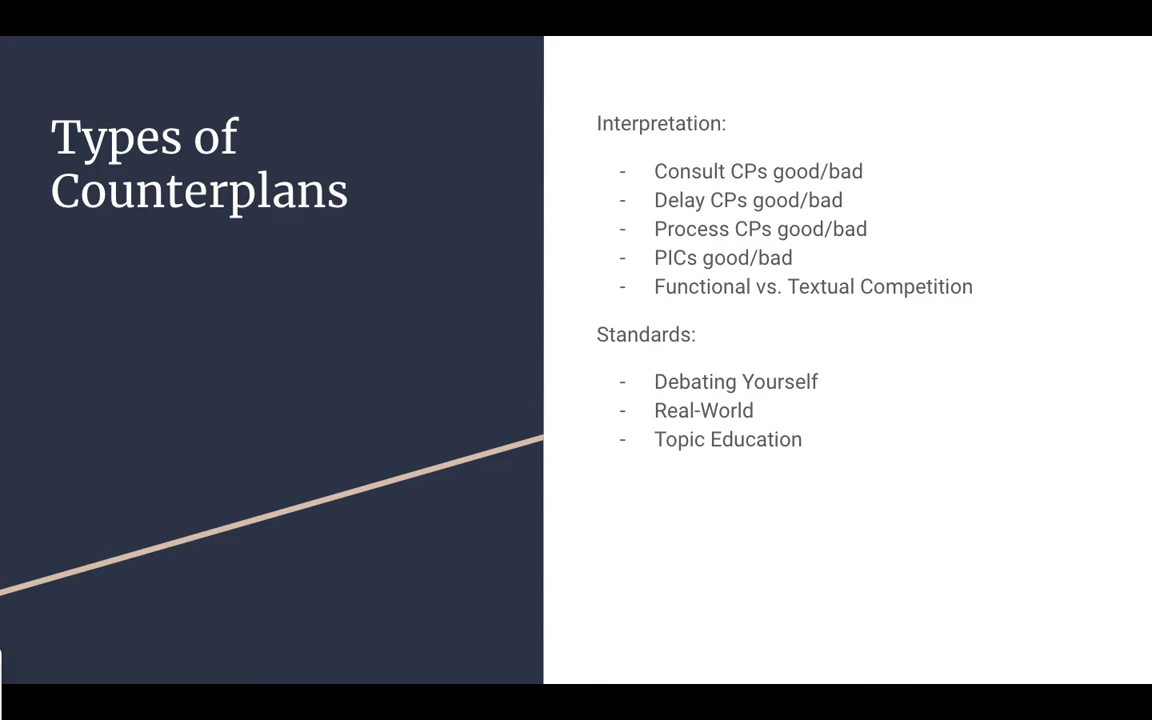 Types of
Counterplans
Interpretation:
- Consult CPs good/bad
- Delay CPs good/bad
- Process CPs good/bad
- PICs good/bad
- Functional vs. Textual Competition
Standards:
- Debating Yourself
- Real-World
- Topic Education